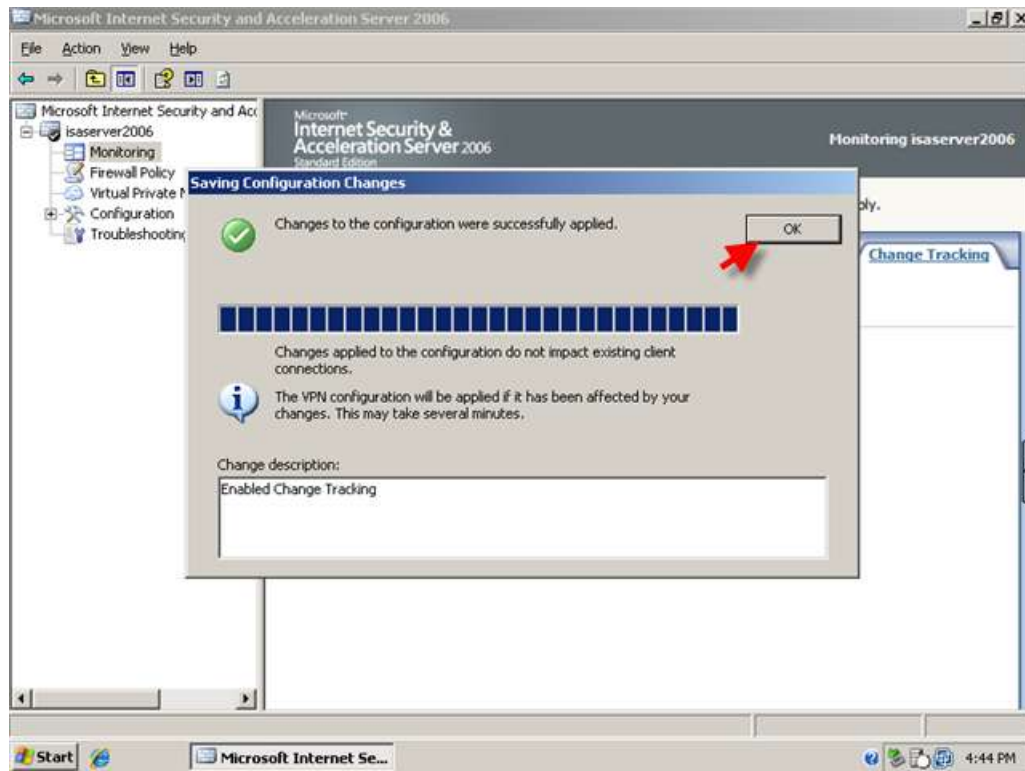 Microsoft Internet Security and Acceleration Server 2006
File Action View Help
Microsoft Internet Security and Acc
isaserver2006
Monitoring
Firewall Policy
Virtual Private
Configuration
Troubleshooting
Microsoft
Internet Security &
Acceleration Server 2006
Standard Edition
Monitoring isaserver2006
Change Tracking
Saving Configuration Changes
Changes to the configuration were successfully applied.
OK
Changes applied to the configuration do not impact existing client
connections.
The VPN configuration will be applied if it has been affected by your
changes. This may take several minutes.
Change description:
Enabled Change Tracking
Start
Microsoft Internet Se...
4:44 PM